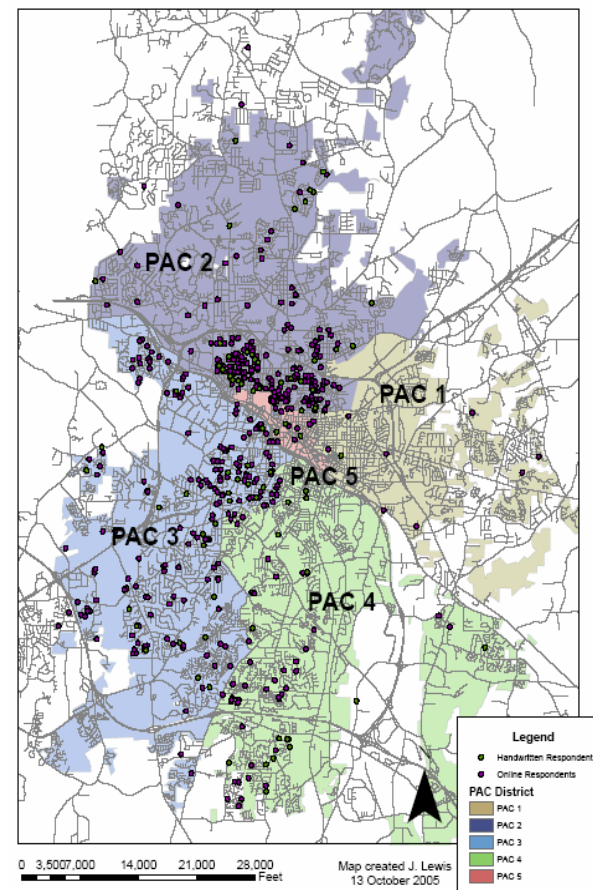 PAC 2
PAC 1
PAC 5
PAC 3
PAC 4
Legend
Handwritten Respondent
Online Respondents
PAC District
PAC 1
PAC 2
PAC 3
PAC 4
PAC 5
0 3,5007,000 14,000 21,000 28,000
Feet
Map created J. Lewis
13 October 2005